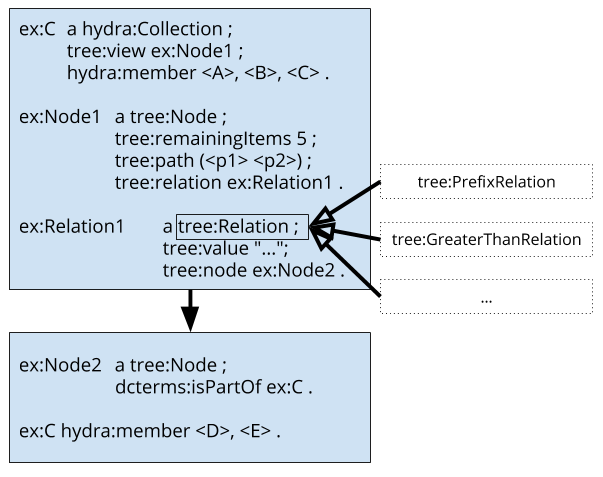 ex:C a hydra:Collection ;
tree:view ex:Node1 ;
hydra:member <A>, <B>, <C> .
ex:Node1 a tree:Node ;
tree:remainingItems 5 ;
tree:path (<p1> <p2>) ;
tree:relation ex:Relation1 .
ex:Relation1 a tree:Relation ;
tree:value "...";
tree:node ex:Node2 .
tree:PrefixRelation
tree:GreaterThanRelation
...
ex:Node2 a tree:Node ;
dcterms:isPartOf ex:C .
ex:C hydra:member <D>, <E> .